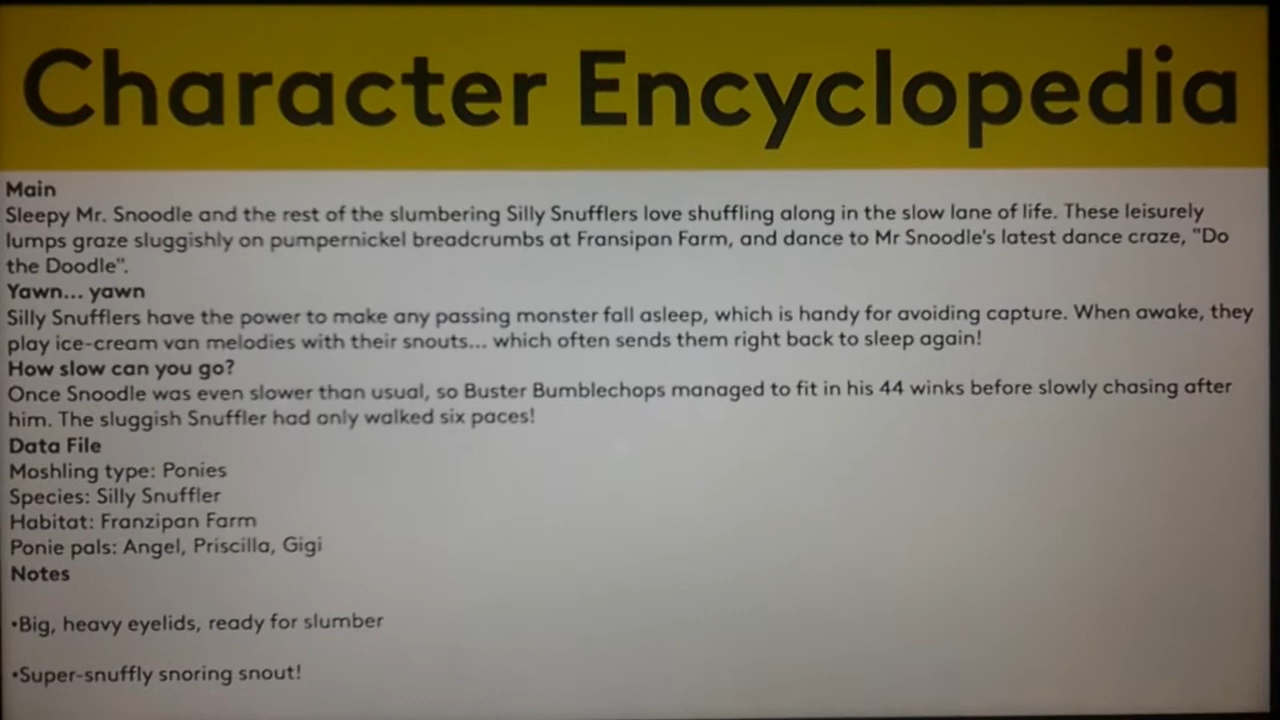 Character Encyclopedia
Main
Sleepy Mr. Snoodle and the rest of the slumbering Silly Snufflers love shuffling along in the slow lane of life. These leisurely
lumps graze sluggishly on pumpernickel breadcrumbs at Fransipan Farm, and dance to Mr Snoodle's latest dance craze, "Do
the Doodle".
Yawn... yawn
Silly Snufflers have the power to make any passing monster fall asleep, which is handy for avoiding capture. When awake, they
play ice-cream van melodies with their snouts... which often sends them right back to sleep again!
How slow can you go?
Once Snoodle was even slower than usual, so Buster Bumblechops managed to fit in his 44 winks before slowly chasing after
him. The sluggish Snuffler had only walked six paces!
Data File
Moshling type: Ponies
Species: Silly Snuffler
Habitat: Franzipan Farm
Ponie pals: Angel, Priscilla, Gigi
Notes
•Big, heavy eyelids, ready for slumber
•Super-snuffly snoring snout!